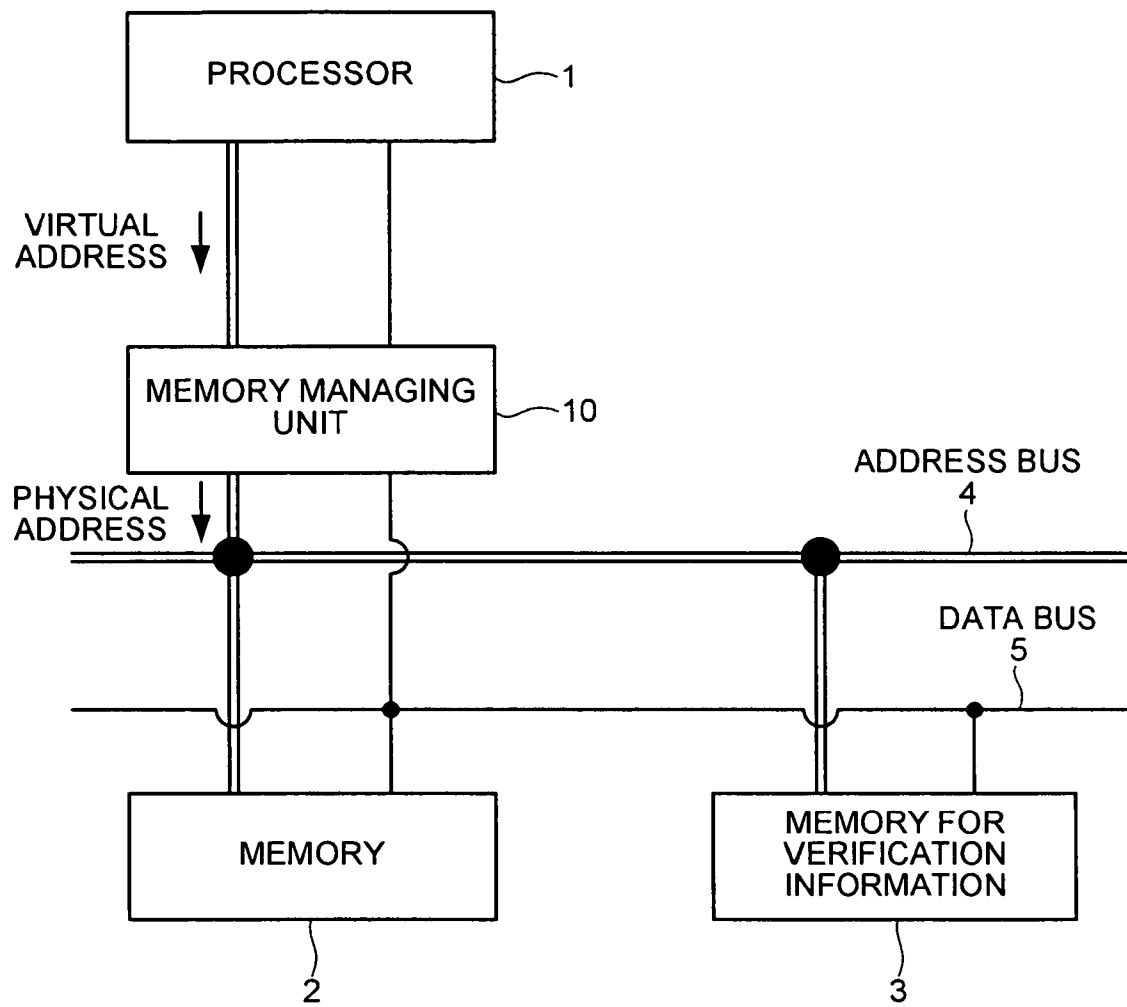 PROCESSOR
1
VIRTUAL
ADDRESS
MEMORY MANAGING
UNIT
10
PHYSICAL
ADDRESS
ADDRESS BUS
4
DATA BUS
5
MEMORY
2
MEMORY FOR
VERIFICATION
INFORMATION
3